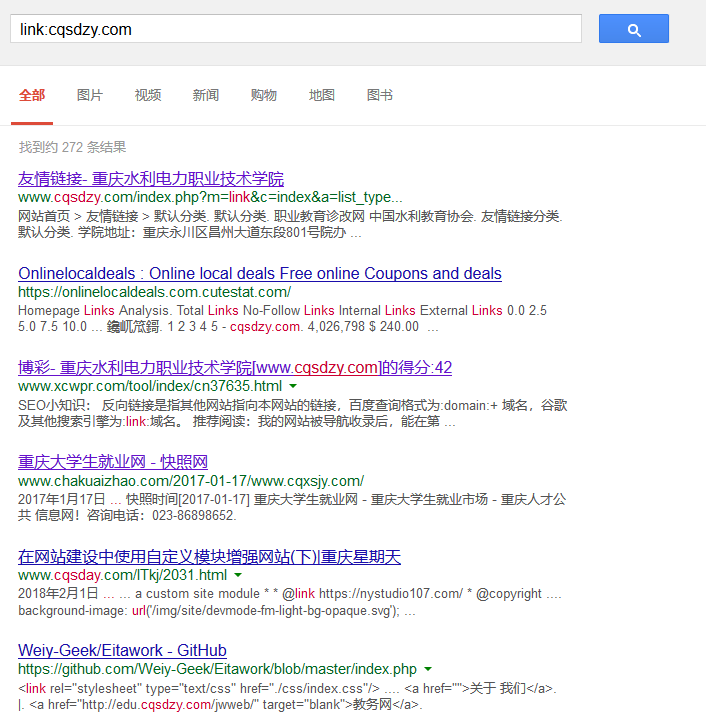 link:cqsdzy.com
全部 图片 视频 新闻 购物 地图 图书
找到约 272 条结果
友情链接- 重庆水利电力职业技术学院
www.cqsdzy.com/index.php?m=link&c=index&a=list_type...
网站首页 > 友情链接 > 默认分类. 默认分类. 职业教育诊改网 中国水利教育协会. 友情链接分类.
默认分类. 学院地址：重庆永川区昌州大道东段801号院办 ...
Onlinelocaldeals : Online local deals Free online Coupons and deals
https://onlinelocaldeals.com.cutestat.com/
Homepage Links Analysis. Total Links No-Follow Links Internal Links External Links 0.0 2.5
5.0 7.5 10.0 ... 1 2 3 4 5 - cqsdzy.com. 4,026,798 $ 240.00 ...
博彩- 重庆水利电力职业技术学院[www.cqsdzy.com]的得分:42
www.xcwpr.com/tool/index/cn37635.html
SEO小知识： 反向链接是指其他网站指向本网站的链接，百度查询格式为:domain:+ 域名，谷歌
及其他搜索引擎为:link:域名。 推荐阅读：我的网站被导航收录后，能在第 ...
重庆大学生就业网 - 快照网
www.chakuaizhao.com/2017-01-17/www.cqxsjy.com/
2017年1月17日 ... 快照时间[2017-01-17] 重庆大学生就业网 - 重庆大学生就业市场 - 重庆人才公
共 信息网！咨询电话：023-86898652.
在网站建设中使用自定义模块增强网站(下)|重庆星期天
www.cqsday.com/ITkj/2031.html
2018年2月1日 ... ... a custom site module * * @link https://nystudio107.com/ * @copyright ....
background-image: url('/img/site/devmode-fm-light-bg-opaque.svg'); ...
Weiy-Geek/Eitawork - GitHub
https://github.com/Weiy-Geek/Eitawork/blob/master/index.php
<link rel="stylesheet" type="text/css" href="./css/index.css"/> .... <a href="">关于 我们</a>.
|. <a href="http://edu.cqsdzy.com/jwweb/" target="blank">教务网</a>.